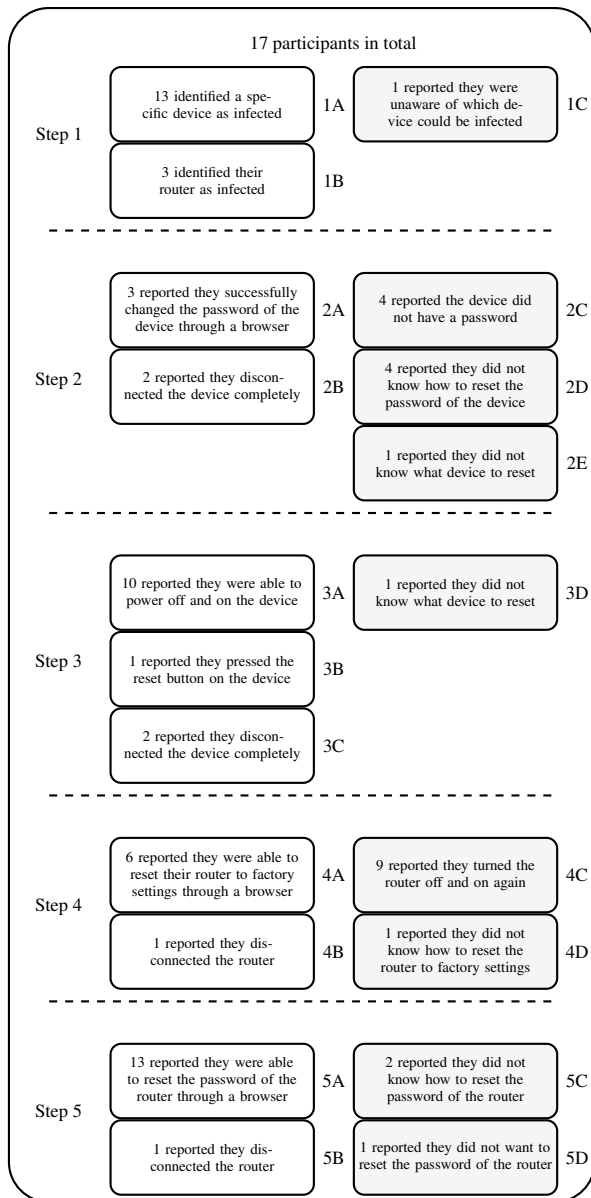 17 participants in total
Step 1
13 identified a spe-
cific device as infected
1A
1 reported they were
unaware of which de-
vice could be infected
1C
3 identified their
router as infected
1B
Step 2
3 reported they successfully
changed the password of the
device through a browser
2A
4 reported the device did
not have a password
2C
2 reported they discon-
nected the device completely
2B
4 reported they did not
know how to reset the
password of the device
2D
1 reported they did not
know what device to reset
2E
Step 3
10 reported they were able to
power off and on the device
3A
1 reported they did not
know what device to reset
3D
1 reported they pressed the
reset button on the device
3B
2 reported they discon-
nected the device completely
3C
Step 4
6 reported they were able to
reset their router to factory
settings through a browser
4A
9 reported they turned the
router off and on again
4C
1 reported they dis-
connected the router
4B
1 reported they did not
know how to reset the
router to factory settings
4D
Step 5
13 reported they were able
to reset the password of the
router through a browser
5A
2 reported they did not
know how to reset the
password of the router
5C
1 reported they dis-
connected the router
5B
1 reported they did not want to
reset the password of the router
5D